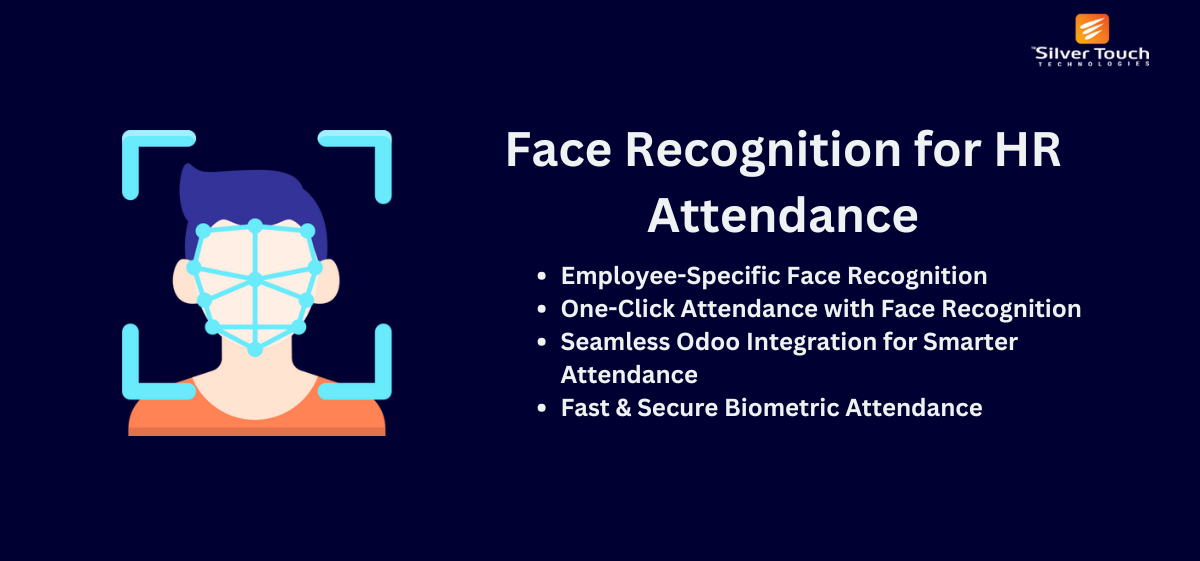 ™Silver Touch
TECHNOLOGIES
Face Recognition for HR
Attendance
• Employee-Specific Face Recognition
• One-Click Attendance with Face Recognition
• Seamless Odoo Integration for Smarter
Attendance
• Fast & Secure Biometric Attendance